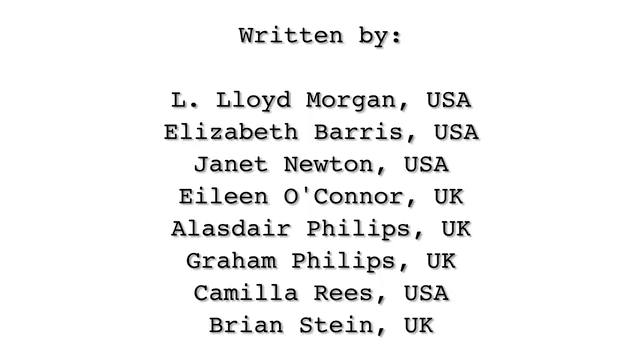 Written by:
L. Lloyd Morgan, USA
Elizabeth Barris, USA
Janet Newton, USA
Eileen O'Connor, UK
Alasdair Philips, UK
Graham Philips, UK
Camilla Rees, USA
Brian Stein, UK